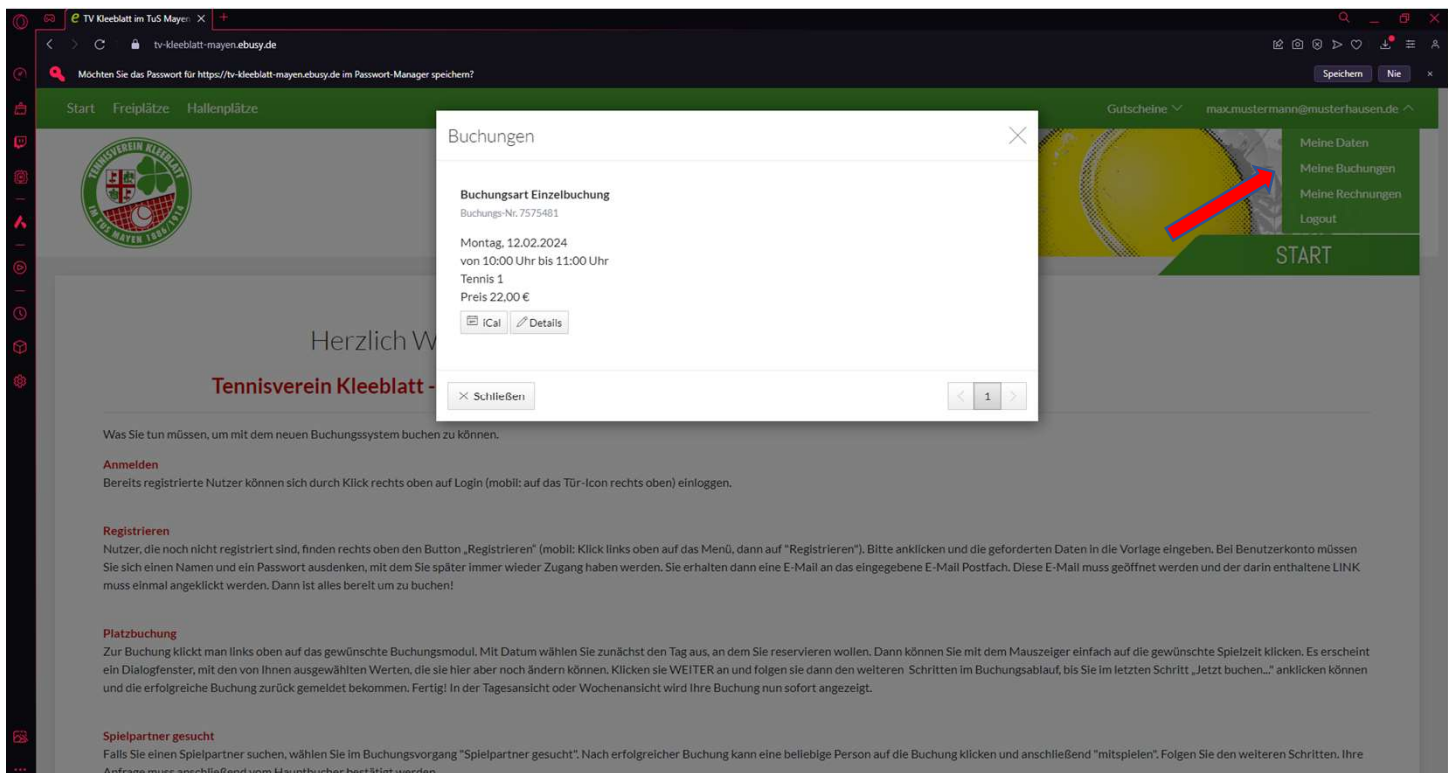 TV Kleeblatt im TuS Mayen
tv-kleeblatt-mayen.ebusy.de
Möchten Sie das Passwort für https://tv-kleeblatt-mayen.ebusy.de im Passwort-Manager speichern?
Speichern
Nie
Start Freiplätze Hallenplätze
Gutscheine
max.mustermann@musterhausen.de
Meine Daten
Meine Buchungen
Meine Rechnungen
Logout
START
TENNISVEREIN KLEEBLATT
IM TUS MAYEN 1886/1914
Buchungen
Buchungsart Einzelbuchung
Buchungs-Nr. 7575481
Montag, 12.02.2024
von 10:00 Uhr bis 11:00 Uhr
Tennis 1
Preis 22,00 €
iCal
Details
Schließen
1
Herzlich W
Tennisverein Kleeblatt -
Was Sie tun müssen, um mit dem neuen Buchungssystem buchen zu können.
Anmelden
Bereits registrierte Nutzer können sich durch Klick rechts oben auf Login (mobil: auf das Tür-Icon rechts oben) einloggen.
Registrieren
Nutzer, die noch nicht registriert sind, finden rechts oben den Button „Registrieren" (mobil: Klick links oben auf das Menü, dann auf "Registrieren"). Bitte anklicken und die geforderten Daten in die Vorlage eingeben. Bei Benutzerkonto müssen
Sie sich einen Namen und ein Passwort ausdenken, mit dem Sie später immer wieder Zugang haben werden. Sie erhalten dann eine E-Mail an das eingegebene E-Mail Postfach. Diese E-Mail muss geöffnet werden und der darin enthaltene LINK
muss einmal angeklickt werden. Dann ist alles bereit um zu buchen!
Platzbuchung
Zur Buchung klickt man links oben auf das gewünschte Buchungsmodul. Mit Datum wählen Sie zunächst den Tag aus, an dem Sie reservieren wollen. Dann können Sie mit dem Mauszeiger einfach auf die gewünschte Spielzeit klicken. Es erscheint
ein Dialogfenster, mit den von Ihnen ausgewählten Werten, die sie hier aber noch ändern können. Klicken sie WEITER an und folgen sie dann den weiteren Schritten im Buchungsablauf, bis Sie im letzten Schritt „Jetzt buchen..." anklicken können
und die erfolgreiche Buchung zurück gemeldet bekommen. Fertig! In der Tagesansicht oder Wochenansicht wird Ihre Buchung nun sofort angezeigt.
Spielpartner gesucht
Falls Sie einen Spielpartner suchen, wählen Sie im Buchungsvorgang "Spielpartner gesucht". Nach erfolgreicher Buchung kann eine beliebige Person auf die Buchung klicken und anschließend "mitspielen". Folgen Sie den weiteren Schritten. Ihre
Anfrage muss anschließend vom Hauptbucher bestätigt werden.